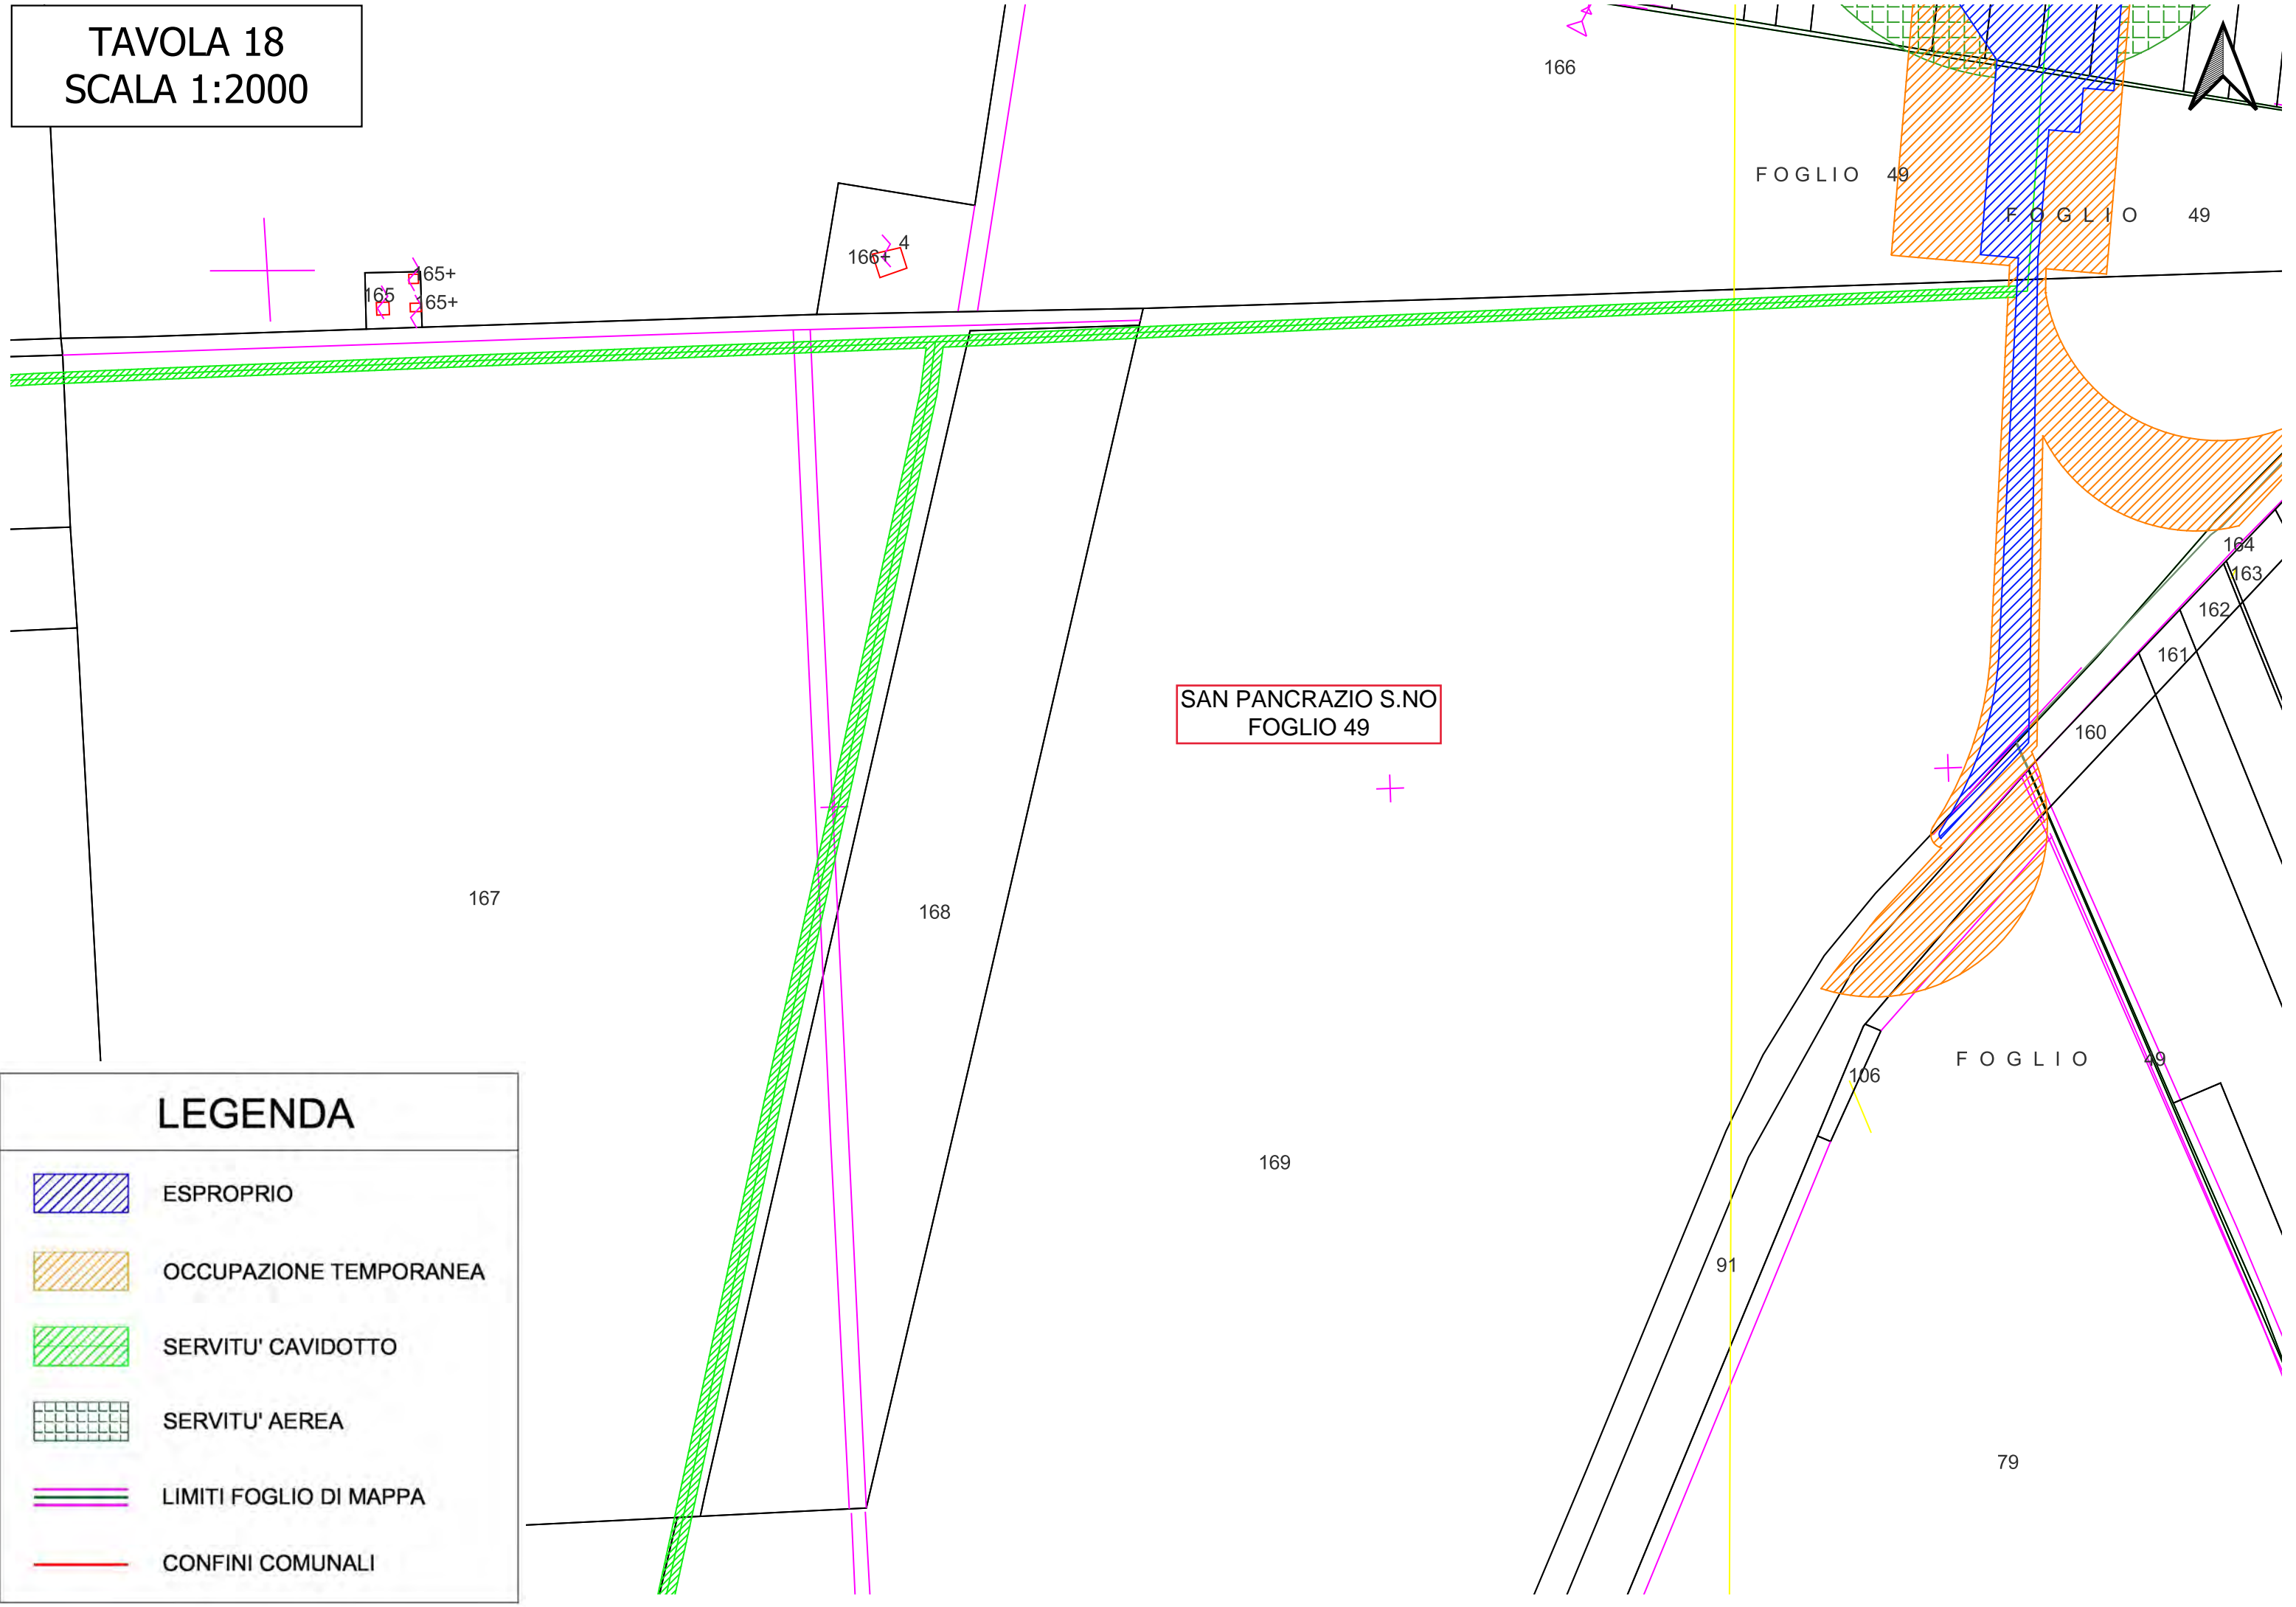 TAVOLA 18
SCALA 1:2000
166
FOGLIO 49
FOGLIO 49
4
166+
165+
165
165+
164
163
162
161
160
SAN PANCRAZIO S.NO
FOGLIO 49
167
168
FOGLIO 49
106
169
91
79
LEGENDA
ESPROPRIO
OCCUPAZIONE TEMPORANEA
SERVITU' CAVIDOTTO
SERVITU' AEREA
LIMITI FOGLIO DI MAPPA
CONFINI COMUNALI